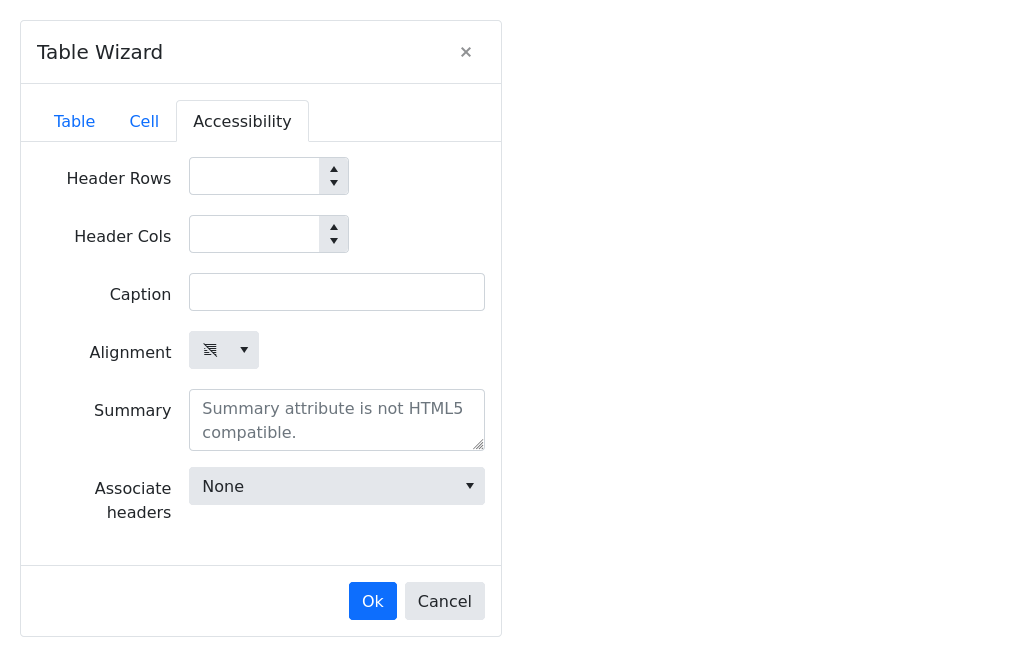 Table Wizard
×
Table Cell Accessibility
Header Rows
Header Cols
Caption
Alignment
Summary
Summary attribute is not HTML5
compatible.
Associate
headers
None
Ok Cancel